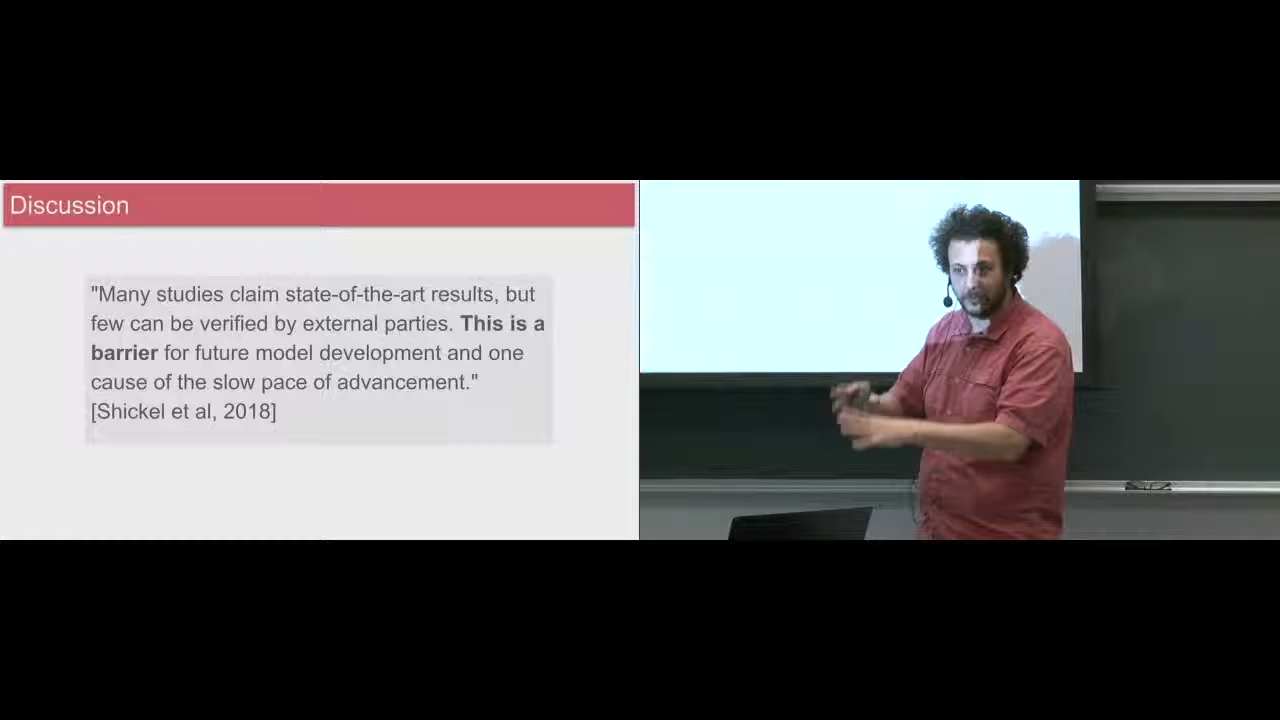 Discussion
"Many studies claim state-of-the-art results, but
few can be verified by external parties. This is a
barrier for future model development and one
cause of the slow pace of advancement."
[Shickel et al, 2018]